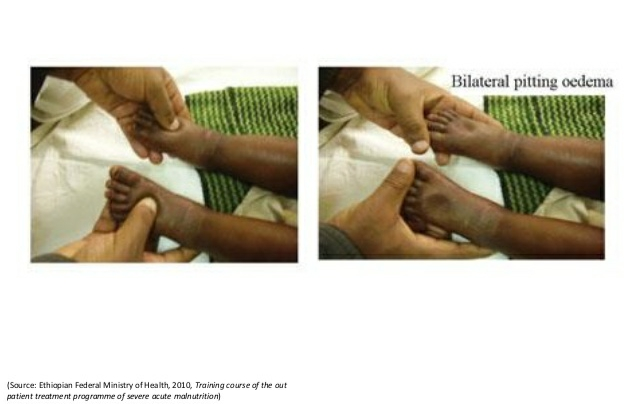 Bilateral pitting oedema
(Source: Ethiopian Federal Ministry of Health, 2010, Training course of the out
patient treatment programme of severe acute malnutrition)